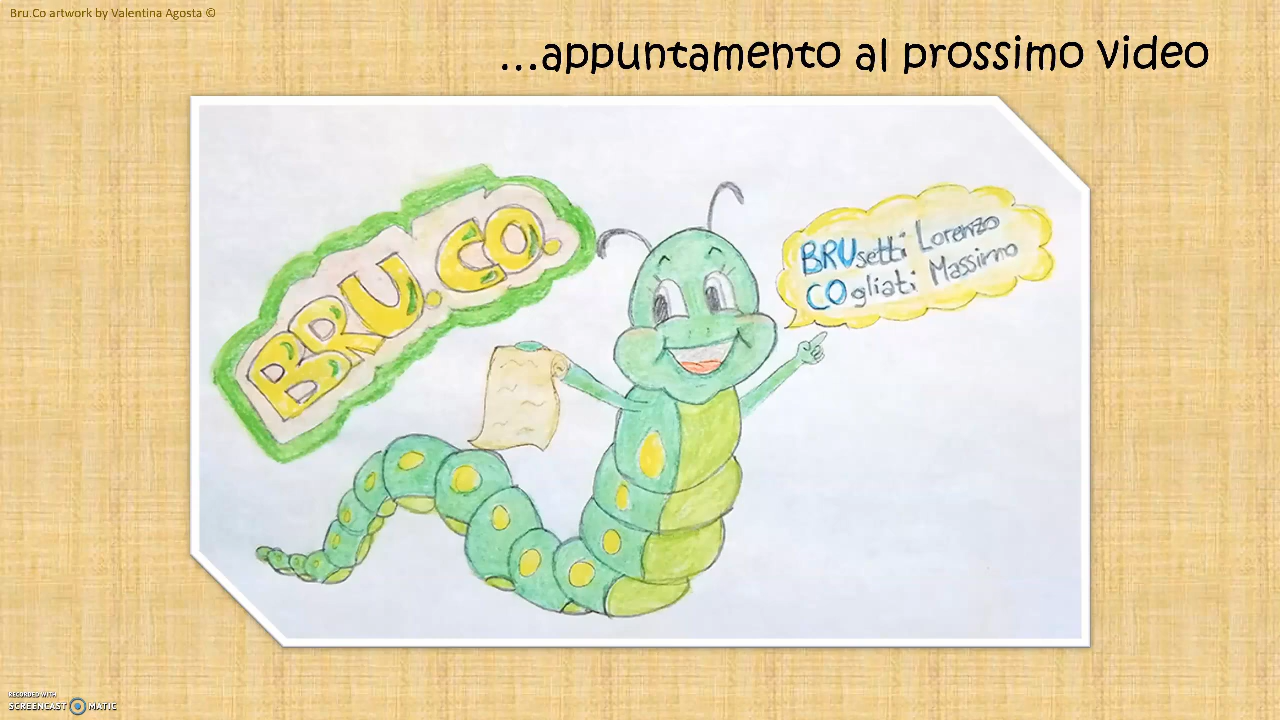 Bru.Co artwork by Valentina Agosta ©
...appuntamento al prossimo video
BRU.CO.
BRUsetti Lorenzo
COgliati Massimo
RECORDED WITH
SCREENCAST MATIC